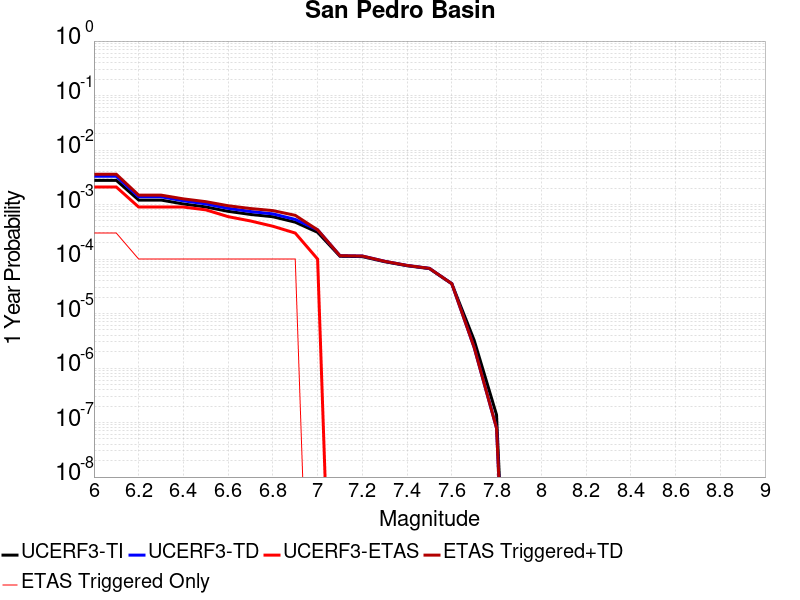 San Pedro Basin
10^0
10^-1
10^-2
10^-3
10^-4
10^-5
10^-6
10^-7
10^-8
1 Year Probability
6 6.2 6.4 6.6 6.8 7 7.2 7.4 7.6 7.8 8 8.2 8.4 8.6 8.8 9
Magnitude
UCERF3-TI UCERF3-TD UCERF3-ETAS ETAS Triggered+TD
ETAS Triggered Only